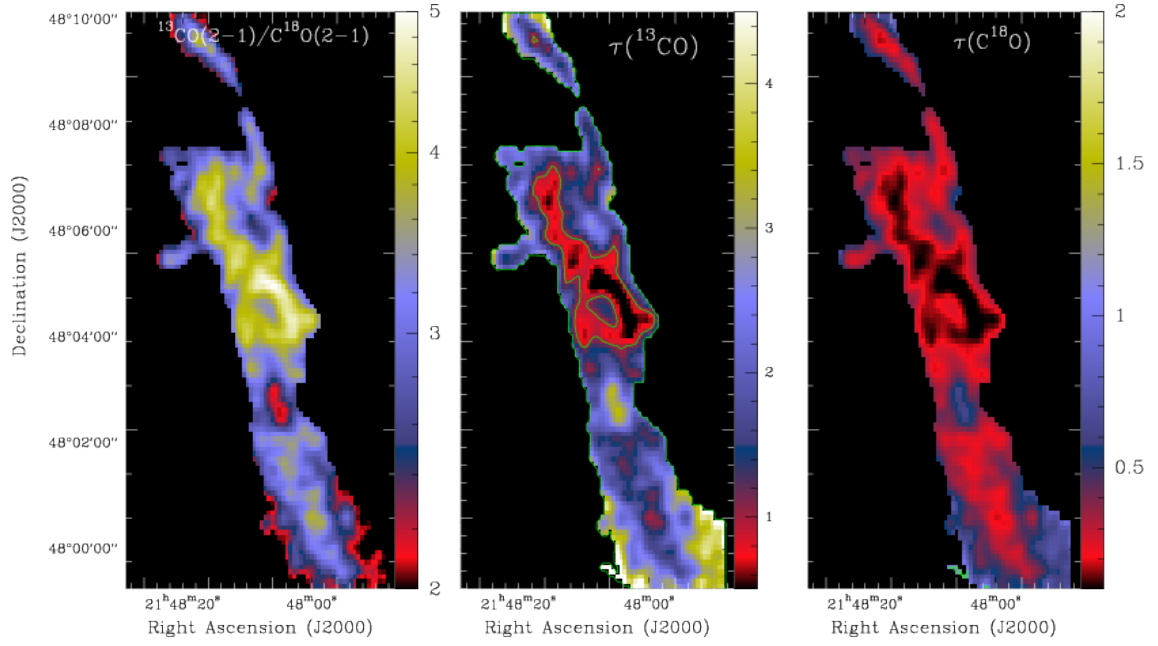 ¹³CO(2-1)/C¹⁸O(2-1)
τ(¹³CO)
τ(C¹⁸O)
Declination (J2000)
48°10'00''
48°08'00''
48°06'00''
48°04'00''
48°02'00''
48°00'00''
5
4
3
2
4
3
2
1
2
1.5
1
0.5
21ʰ48ᵐ20ˢ 48ᵐ00ˢ
21ʰ48ᵐ20ˢ 48ᵐ00ˢ
21ʰ48ᵐ20ˢ 48ᵐ00ˢ
Right Ascension (J2000)
Right Ascension (J2000)
Right Ascension (J2000)